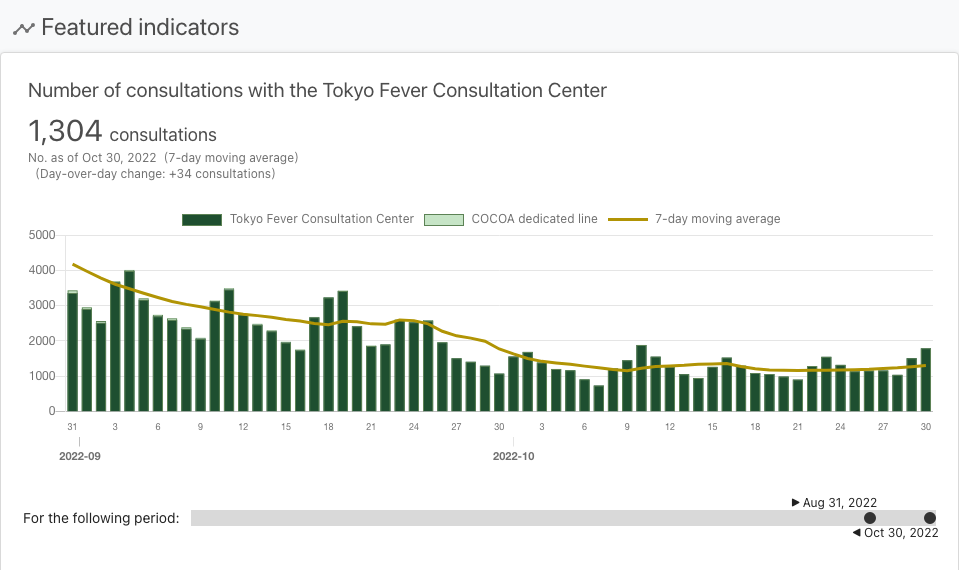 Featured indicators
Number of consultations with the Tokyo Fever Consultation Center
1,304 consultations
No. as of Oct 30, 2022 (7-day moving average)
(Day-over-day change: +34 consultations)
Tokyo Fever Consultation Center COCOA dedicated line 7-day moving average
5000
4000
3000
2000
1000
0
31 3 6 9 12 15 18 21 24 27 30 3 6 9 12 15 18 21 24 27 30
2022-09 2022-10
▶ Aug 31, 2022
For the following period:
◀ Oct 30, 2022